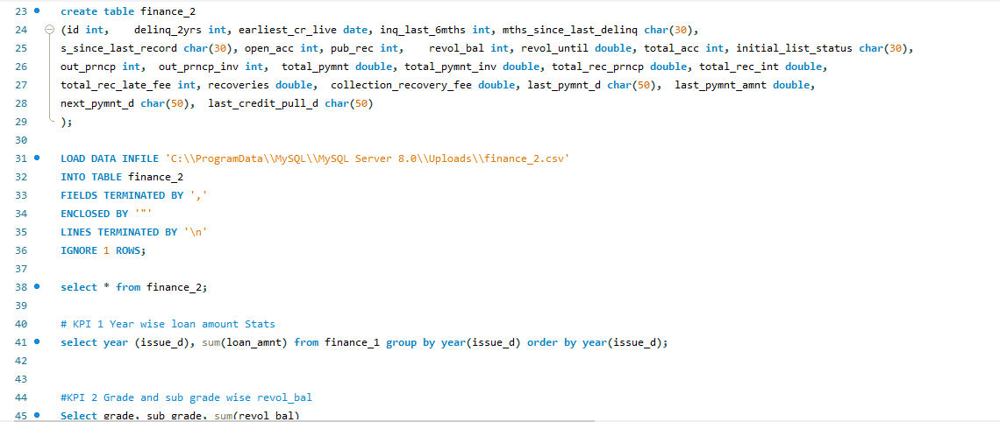 23 create table finance_2
24 (id int, delinq_2yrs int, earliest_cr_live date, inq_last_6mths int, mths_since_last_delinq char(30),
25 s_since_last_record char(30), open_acc int, pub_rec int, revol_bal int, revol_until double, total_acc int, initial_list_status char(30),
26 out_prncp int, out_prncp_inv int, total_pymnt double, total_pymnt_inv double, total_rec_prncp double, total_rec_int double,
27 total_rec_late_fee int, recoveries double, collection_recovery_fee double, last_pymnt_d char(50), last_pymnt_amnt double,
28 next_pymnt_d char(50), last_credit_pull_d char(50)
29 );
30
31 LOAD DATA INFILE 'C:\\ProgramData\\MySQL\\MySQL Server 8.0\\Uploads\\finance_2.csv'
32 INTO TABLE finance_2
33 FIELDS TERMINATED BY ','
34 ENCLOSED BY '"'
35 LINES TERMINATED BY '\n'
36 IGNORE 1 ROWS;
37
38 select * from finance_2;
39
40 # KPI 1 Year wise loan amount Stats
41 select year (issue_d), sum(loan_amnt) from finance_1 group by year(issue_d) order by year(issue_d);
42
43
44 #KPI 2 Grade and sub grade wise revol_bal
45 Select grade, sub_grade, sum(revol_bal)